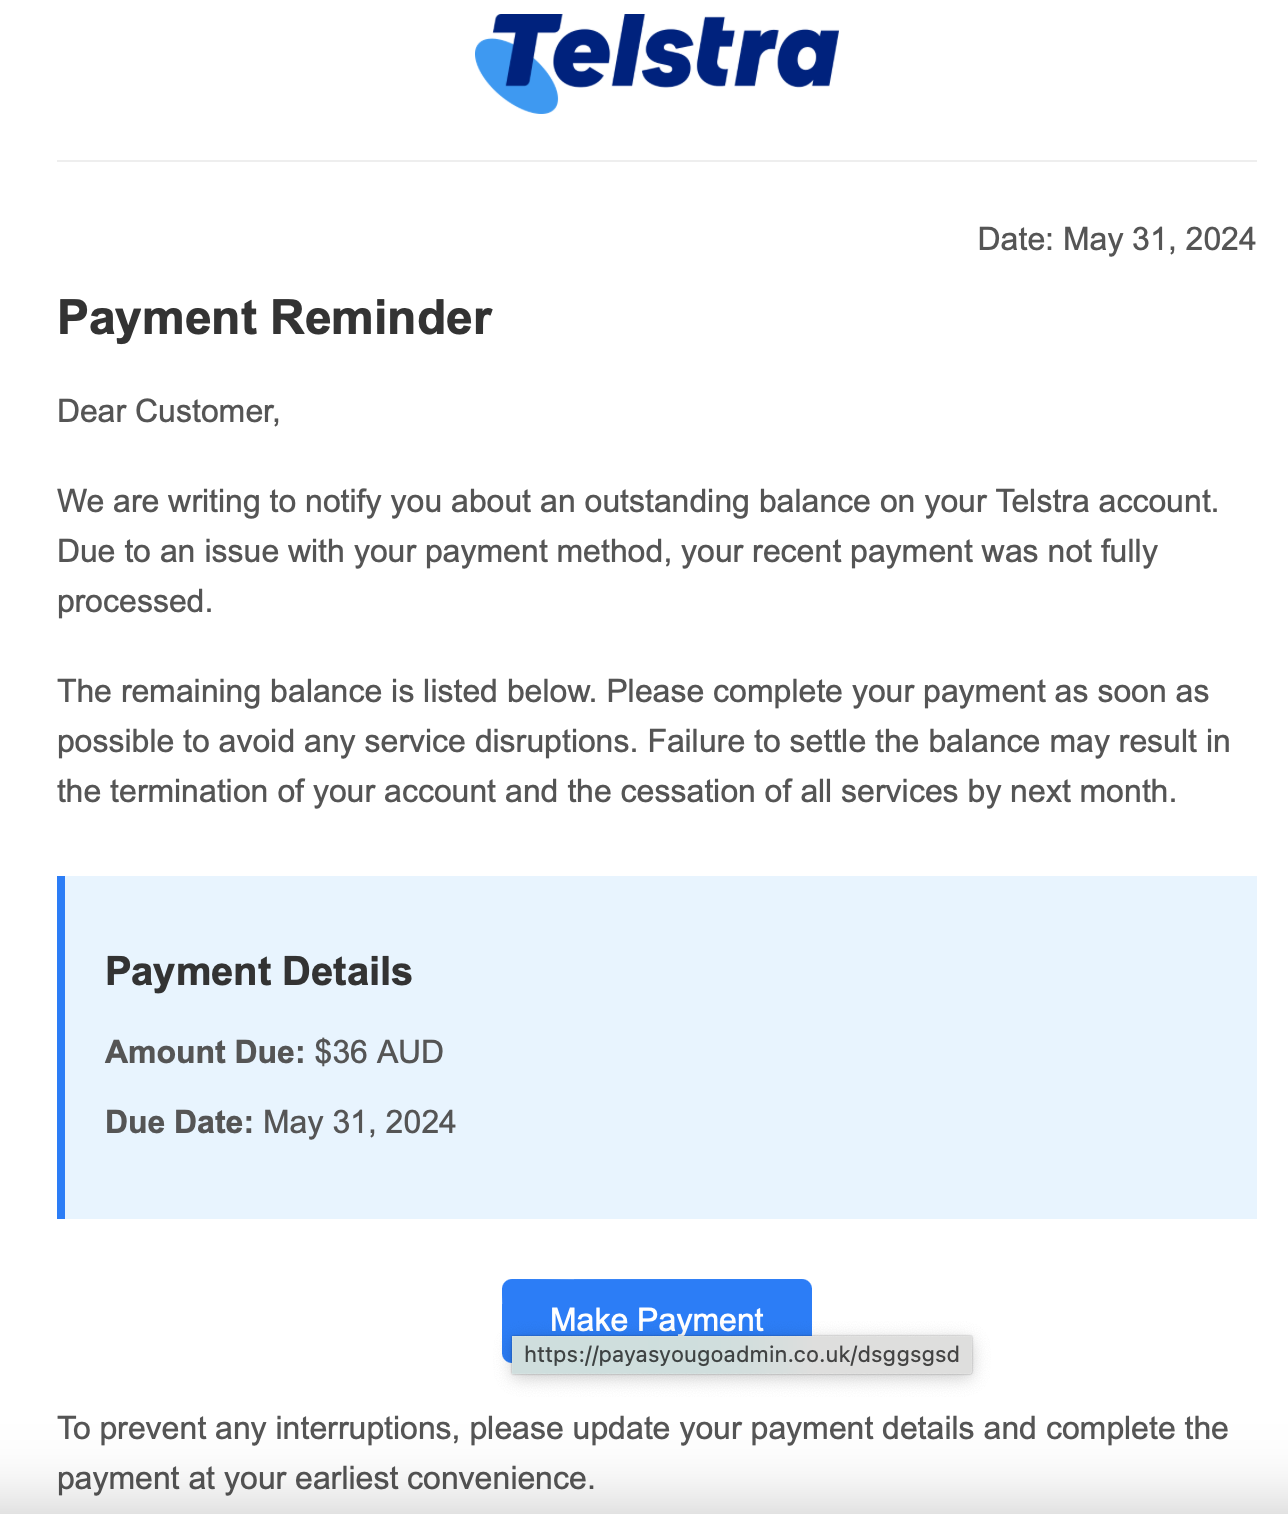 Telstra
Date: May 31, 2024
Payment Reminder
Dear Customer,
We are writing to notify you about an outstanding balance on your Telstra account.
Due to an issue with your payment method, your recent payment was not fully
processed.
The remaining balance is listed below. Please complete your payment as soon as
possible to avoid any service disruptions. Failure to settle the balance may result in
the termination of your account and the cessation of all services by next month.
Payment Details
Amount Due: $36 AUD
Due Date: May 31, 2024
Make Payment
https://payasyougoadmin.co.uk/dsggsgsd
To prevent any interruptions, please update your payment details and complete the
payment at your earliest convenience.